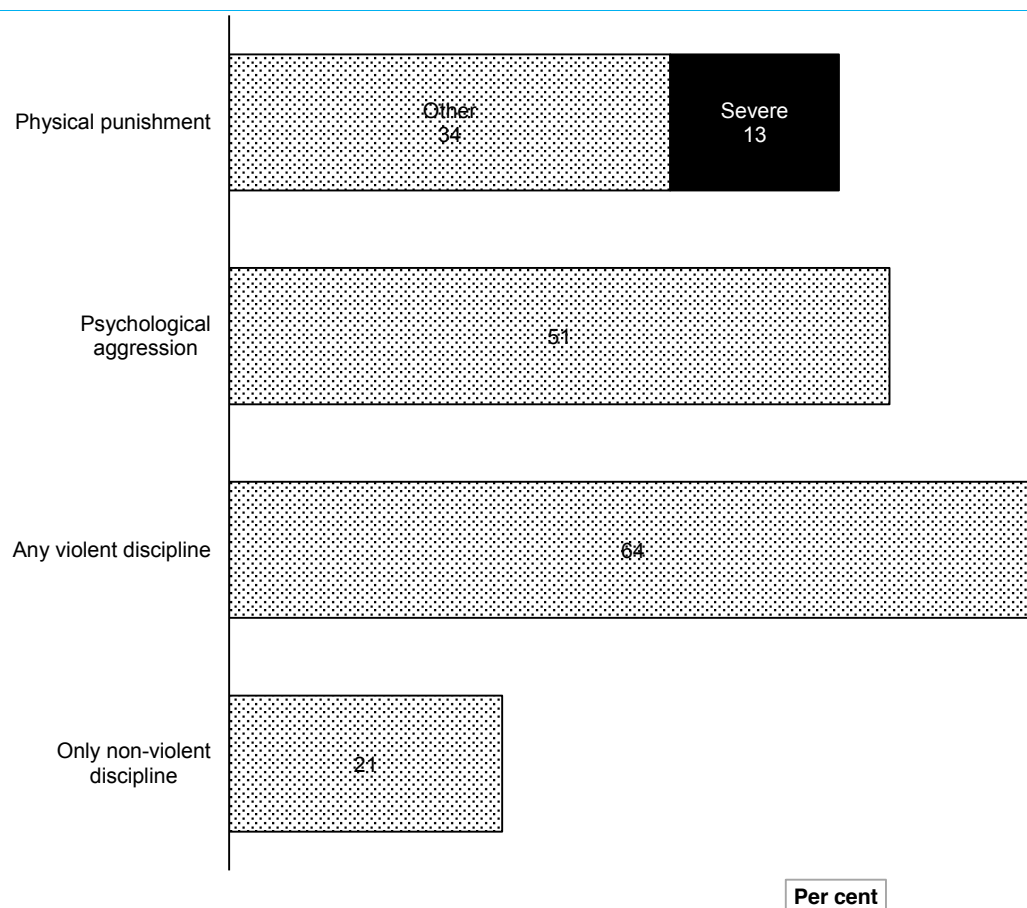 Physical punishment
Other
34
Severe
13
Psychological
aggression
51
Any violent discipline
64
Only non-violent
discipline
21
Per cent